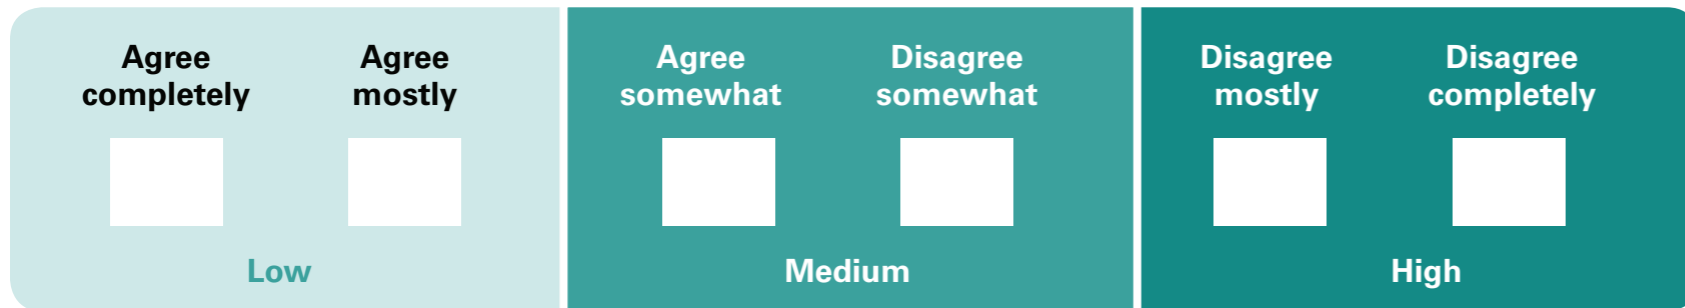 Agree completely
Agree mostly
Agree somewhat
Disagree somewhat
Disagree mostly
Disagree completely
Low
Medium
High